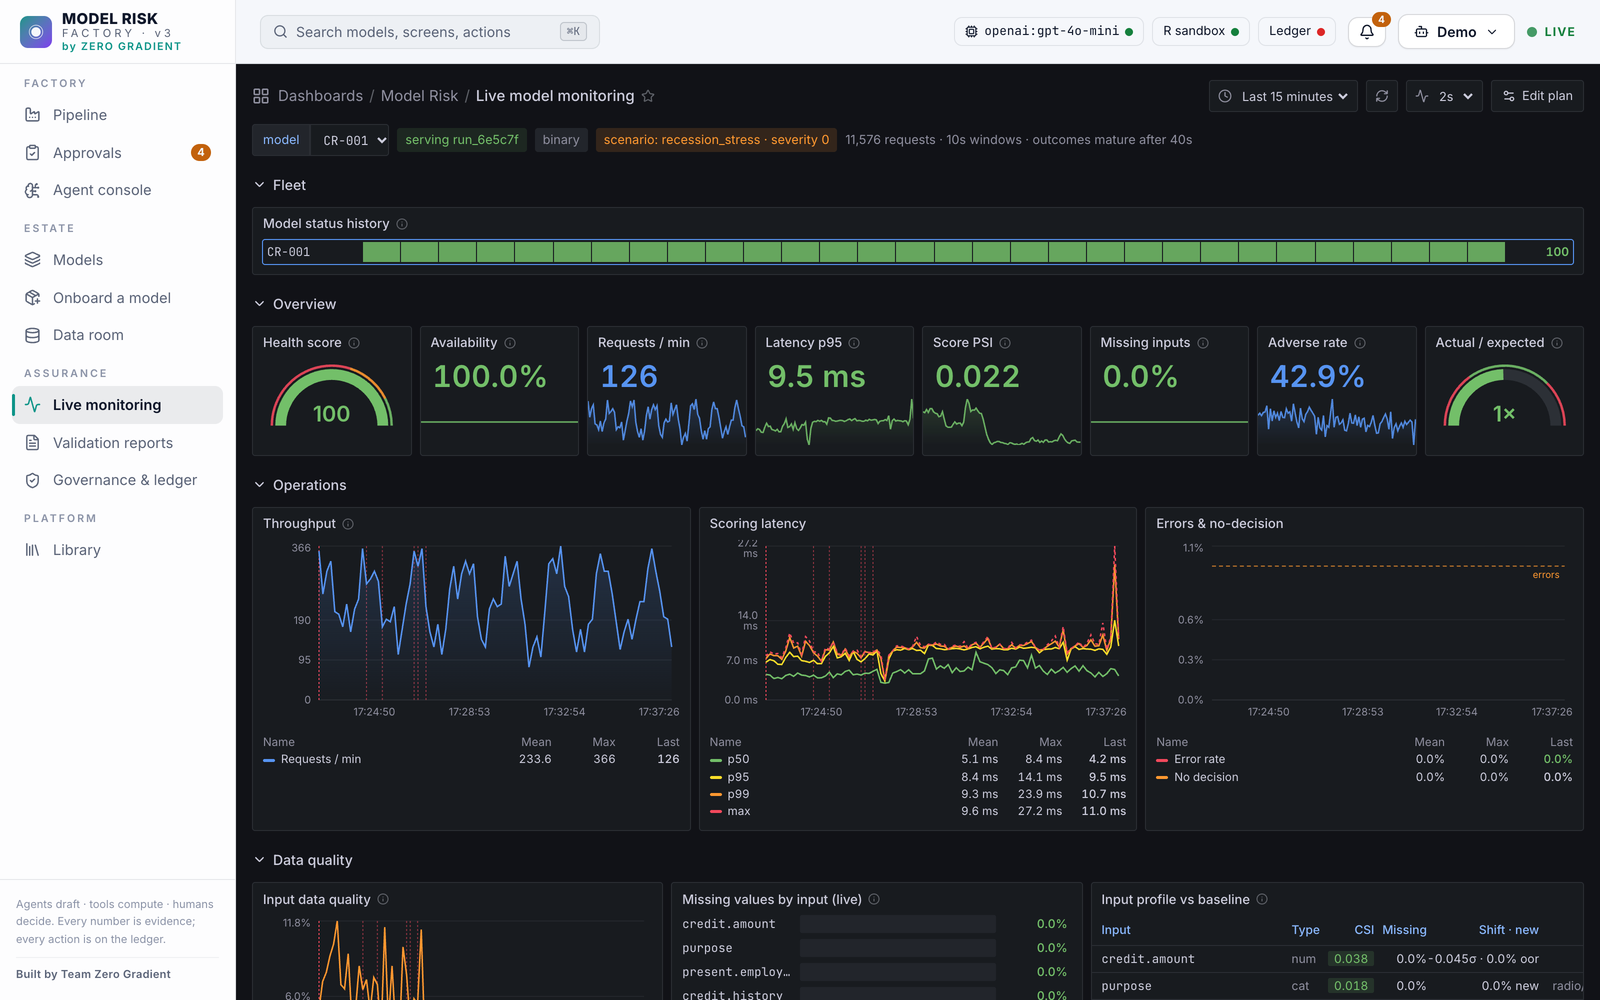 MODEL RISK
FACTORY · v3
by ZERO GRADIENT
Search models, screens, actions
⌘K
openai:gpt-4o-mini
R sandbox
Ledger
4
Demo
LIVE
FACTORY
Pipeline
Approvals
4
Agent console
ESTATE
Models
Onboard a model
Data room
ASSURANCE
Live monitoring
Validation reports
Governance & ledger
PLATFORM
Library
Agents draft · tools compute · humans
decide. Every number is evidence;
every action is on the ledger.
Built by Team Zero Gradient
Dashboards / Model Risk / Live model monitoring
Last 15 minutes
2s
Edit plan
model
CR-001
serving run_6e5c7f
binary
scenario: recession_stress · severity 0
11,576 requests · 10s windows · outcomes mature after 40s
Fleet
Model status history
CR-001
100
Overview
Health score
100
Availability
100.0%
Requests / min
126
Latency p95
9.5 ms
Score PSI
0.022
Missing inputs
0.0%
Adverse rate
42.9%
Actual / expected
1×
Operations
Throughput
366
190
95
0
17:24:50 17:28:53 17:32:54 17:37:26
Name Mean Max Last
Requests / min 233.6 366 126
Scoring latency
27.2 ms
14.0 ms
7.0 ms
0.0 ms
17:24:50 17:28:53 17:32:54 17:37:26
Name Mean Max Last
p50 5.1 ms 8.4 ms 4.2 ms
p95 8.4 ms 14.1 ms 9.5 ms
p99 9.3 ms 23.9 ms 10.7 ms
max 9.6 ms 27.2 ms 11.0 ms
Errors & no-decision
1.1%
errors
0.6%
0.3%
0.0%
17:24:50 17:28:53 17:32:54 17:37:26
Name Mean Max Last
Error rate 0.0% 0.0% 0.0%
No decision 0.0% 0.0% 0.0%
Data quality
Input data quality
11.8%
6.0%
Missing values by input (live)
credit.amount 0.0%
purpose 0.0%
present.employ… 0.0%
credit.history 0.0%
Input profile vs baseline
Input Type CSI Missing Shift · new
credit.amount num 0.038 0.0% -0.045σ · 0.0% oor
purpose cat 0.018 0.0% 0.0% new radio/